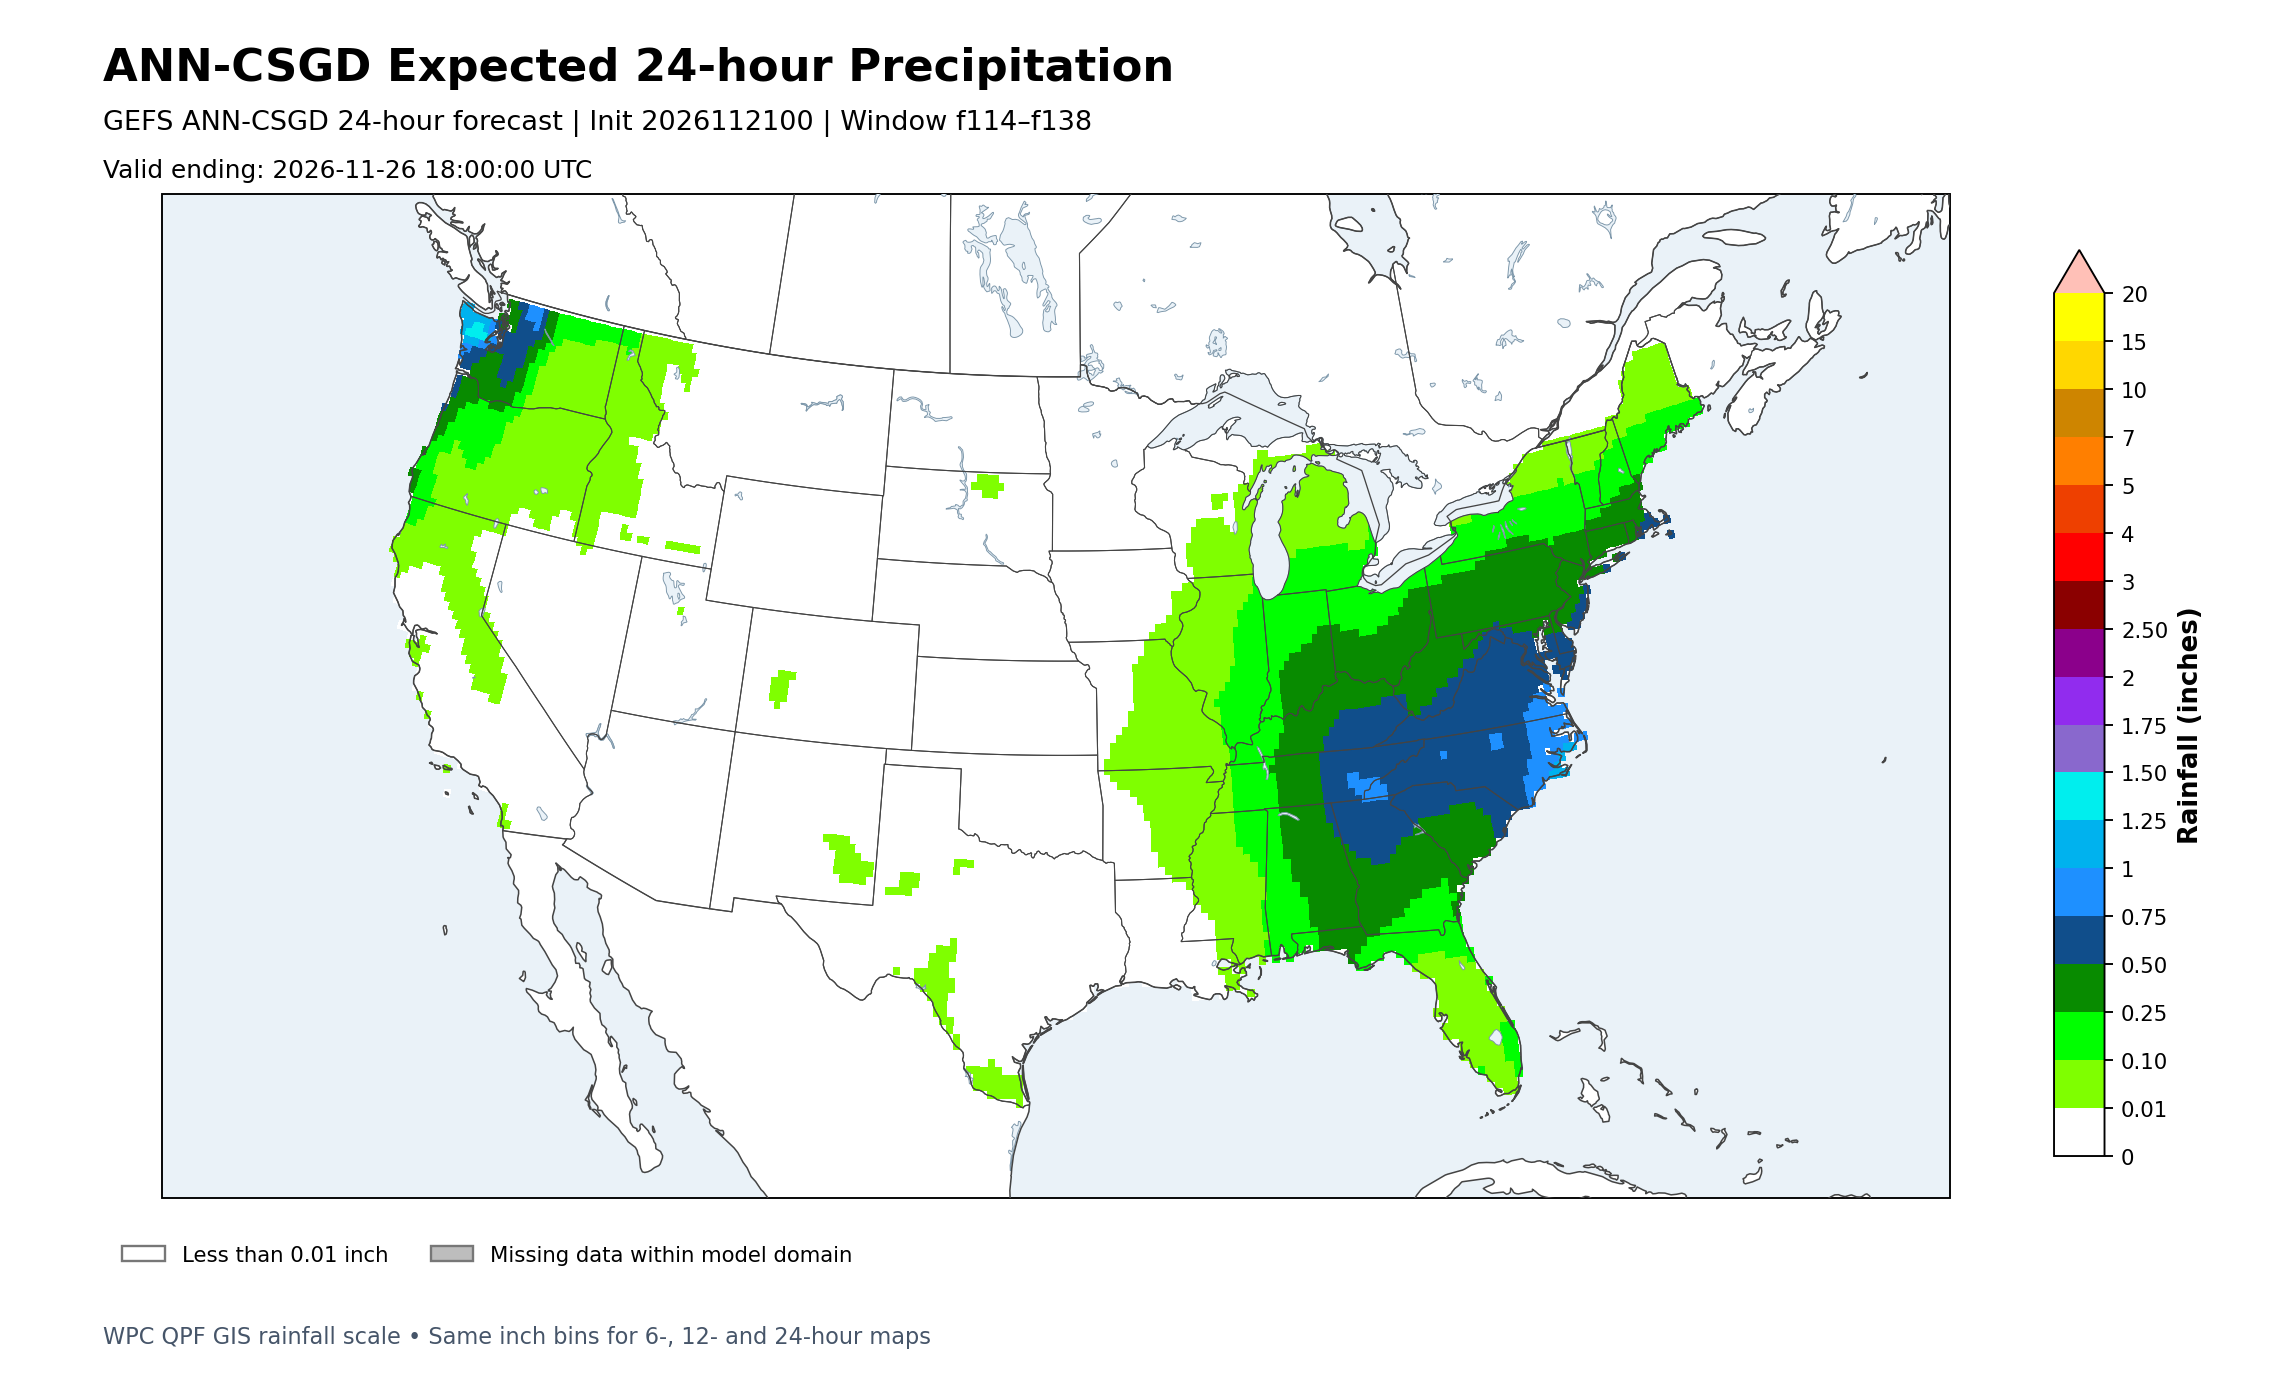 ANN-CSGD Expected 24-hour Precipitation
GEFS ANN-CSGD 24-hour forecast | Init 2026112100 | Window f114–f138
Valid ending: 2026-11-26 18:00:00 UTC
20
15
10
7
5
4
3
2.50
2
1.75
1.50
1.25
1
0.75
0.50
0.25
0.10
0.01
0
Rainfall (inches)
Less than 0.01 inch
Missing data within model domain
WPC QPF GIS rainfall scale • Same inch bins for 6-, 12- and 24-hour maps